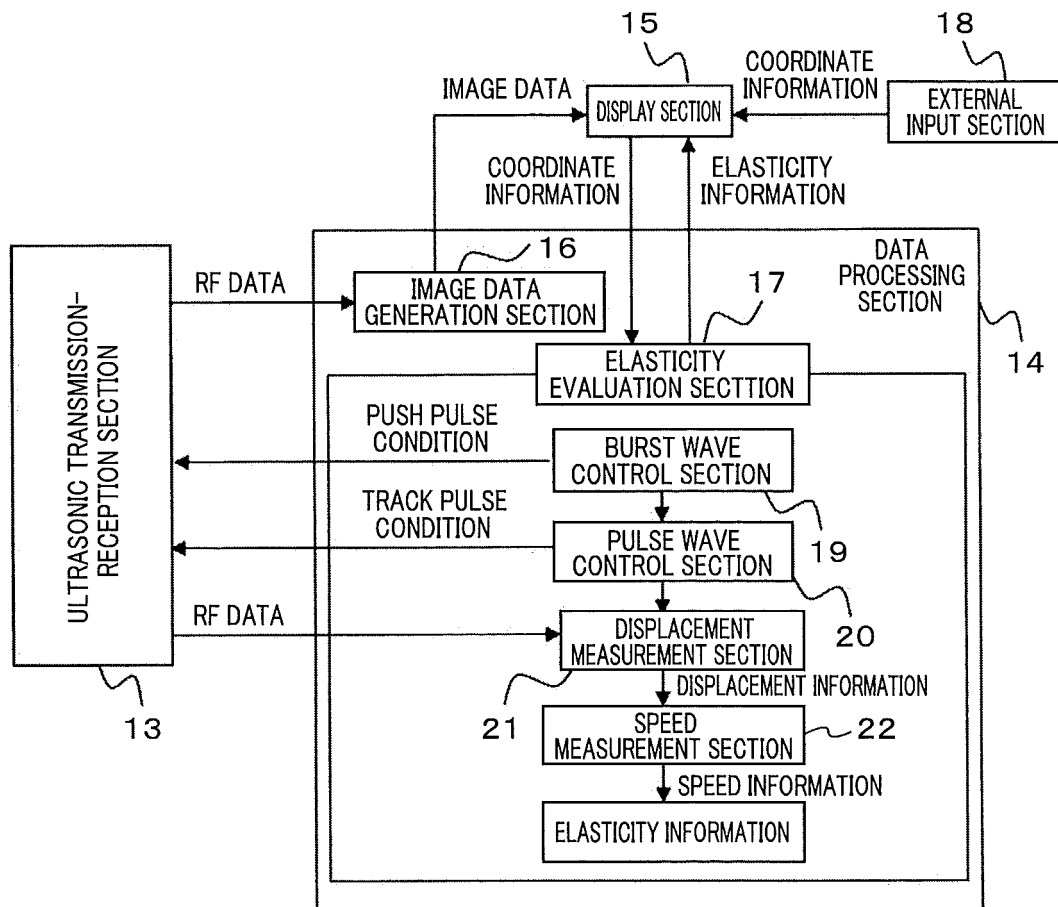 15
18
IMAGE DATA
COORDINATE
INFORMATION
DISPLAY SECTION
EXTERNAL
INPUT SECTION
COORDINATE
INFORMATION
ELASTICITY
INFORMATION
16
DATA
PROCESSING
SECTION
RF DATA
IMAGE DATA
GENERATION SECTION
17
14
ELASTICITY
EVALUATION SECTTION
ULTRASONIC TRANSMISSION-
RECEPTION SECTION
PUSH PULSE
CONDITION
BURST WAVE
CONTROL SECTION
19
TRACK PULSE
CONDITION
PULSE WAVE
CONTROL SECTION
20
RF DATA
DISPLACEMENT
MEASUREMENT SECTION
21
DISPLACEMENT INFORMATION
13
SPEED
MEASUREMENT SECTION
22
SPEED INFORMATION
ELASTICITY INFORMATION